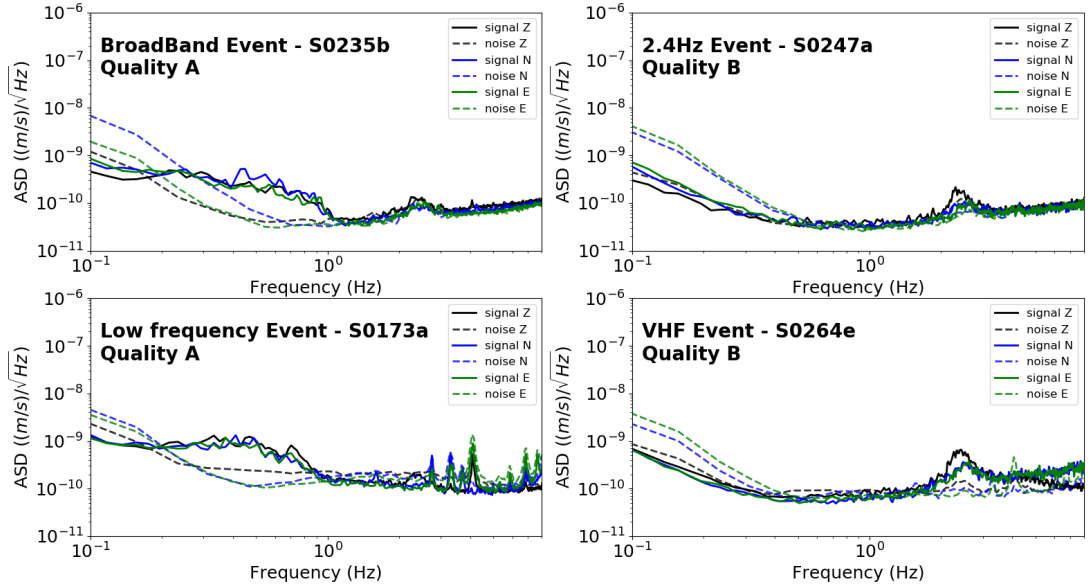 BroadBand Event - S0235b
Quality A
signal Z
noise Z
signal N
noise N
signal E
noise E
10⁻⁶
10⁻⁷
10⁻⁸
10⁻⁹
10⁻¹⁰
10⁻¹¹
ASD ((m/s)/√Hz)
10⁻¹
10⁰
Frequency (Hz)
2.4Hz Event - S0247a
Quality B
signal Z
noise Z
signal N
noise N
signal E
noise E
10⁻⁶
10⁻⁷
10⁻⁸
10⁻⁹
10⁻¹⁰
10⁻¹¹
ASD ((m/s)/√Hz)
10⁻¹
10⁰
Frequency (Hz)
Low frequency Event - S0173a
Quality A
signal Z
noise Z
signal N
noise N
signal E
noise E
10⁻⁶
10⁻⁷
10⁻⁸
10⁻⁹
10⁻¹⁰
10⁻¹¹
ASD ((m/s)/√Hz)
10⁻¹
10⁰
Frequency (Hz)
VHF Event - S0264e
Quality B
signal Z
noise Z
signal N
noise N
signal E
noise E
10⁻⁶
10⁻⁷
10⁻⁸
10⁻⁹
10⁻¹⁰
10⁻¹¹
ASD ((m/s)/√Hz)
10⁻¹
10⁰
Frequency (Hz)